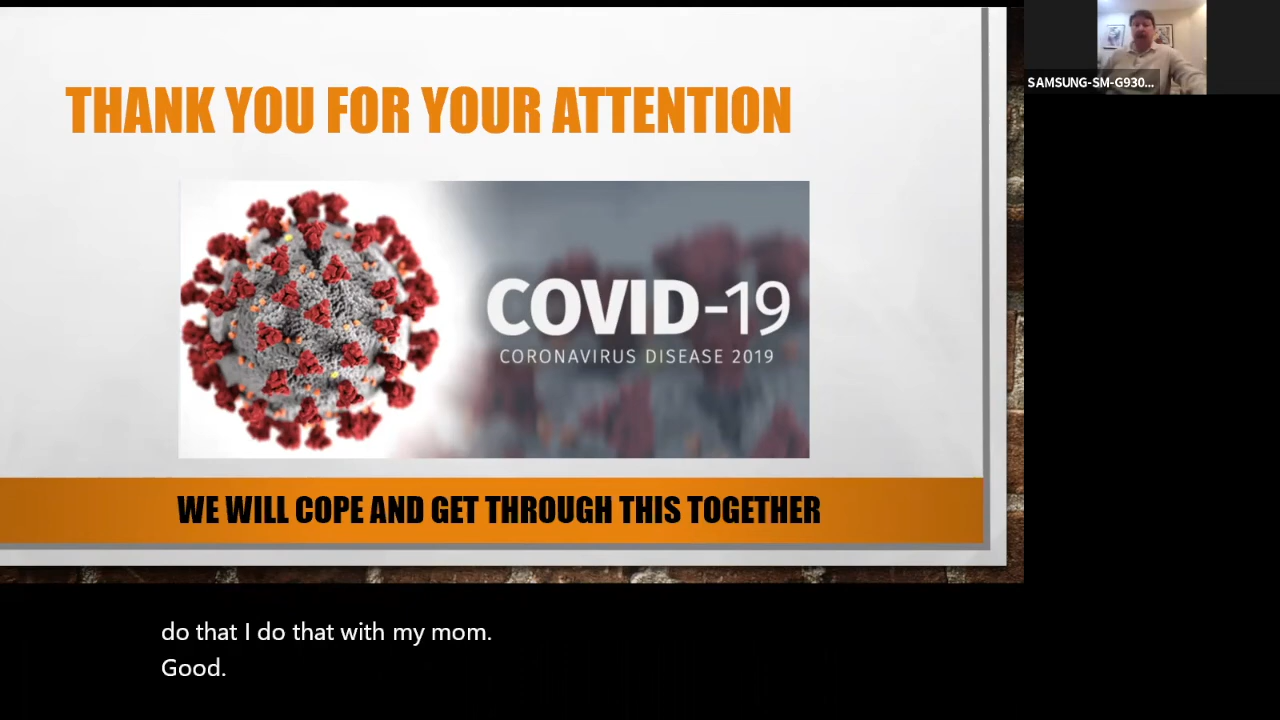 THANK YOU FOR YOUR ATTENTION
SAMSUNG-SM-G930...
COVID-19
CORONAVIRUS DISEASE 2019
WE WILL COPE AND GET THROUGH THIS TOGETHER
do that I do that with my mom.
Good.